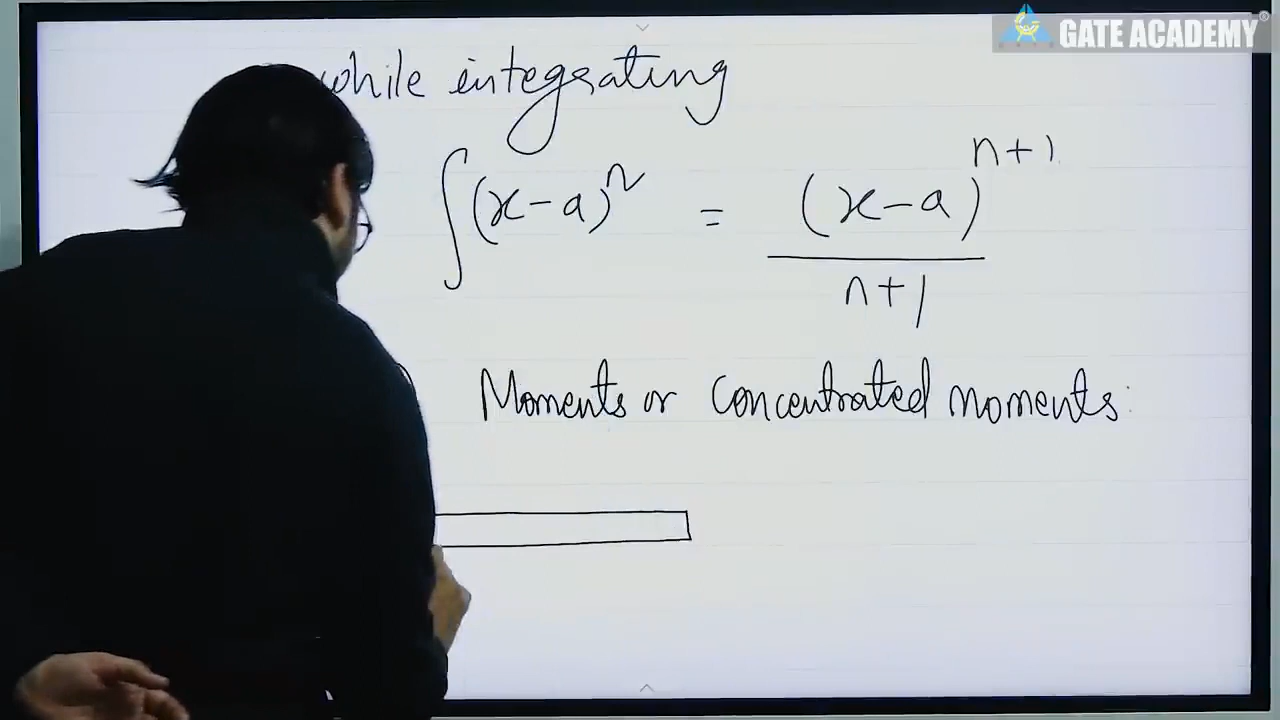 GATE ACADEMY®
while integrating
∫(x-a)^n = (x-a)^{n+1} / n+1
Moments or concentrated moments: